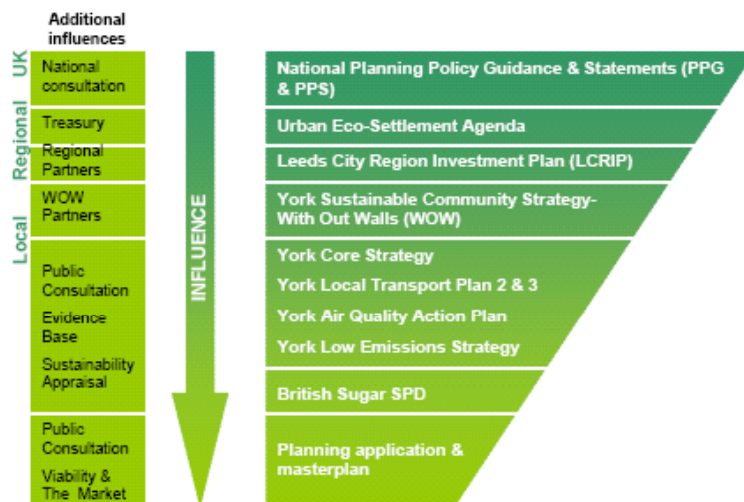 Additional
influences
UK
National
consultation
National Planning Policy Guidance & Statements (PPG
& PPS)
Regional
Treasury
Urban Eco-Settlement Agenda
Regional
Partners
Leeds City Region Investment Plan (LCRIP)
Local
WOW
Partners
York Sustainable Community Strategy-
With Out Walls (WOW)
INFLUENCE
Public
Consultation
Evidence
Base
Sustainability
Appraisal
York Core Strategy
York Local Transport Plan 2 & 3
York Air Quality Action Plan
York Low Emissions Strategy
British Sugar SPD
Public
Consultation
Viability &
The Market
Planning application &
masterplan